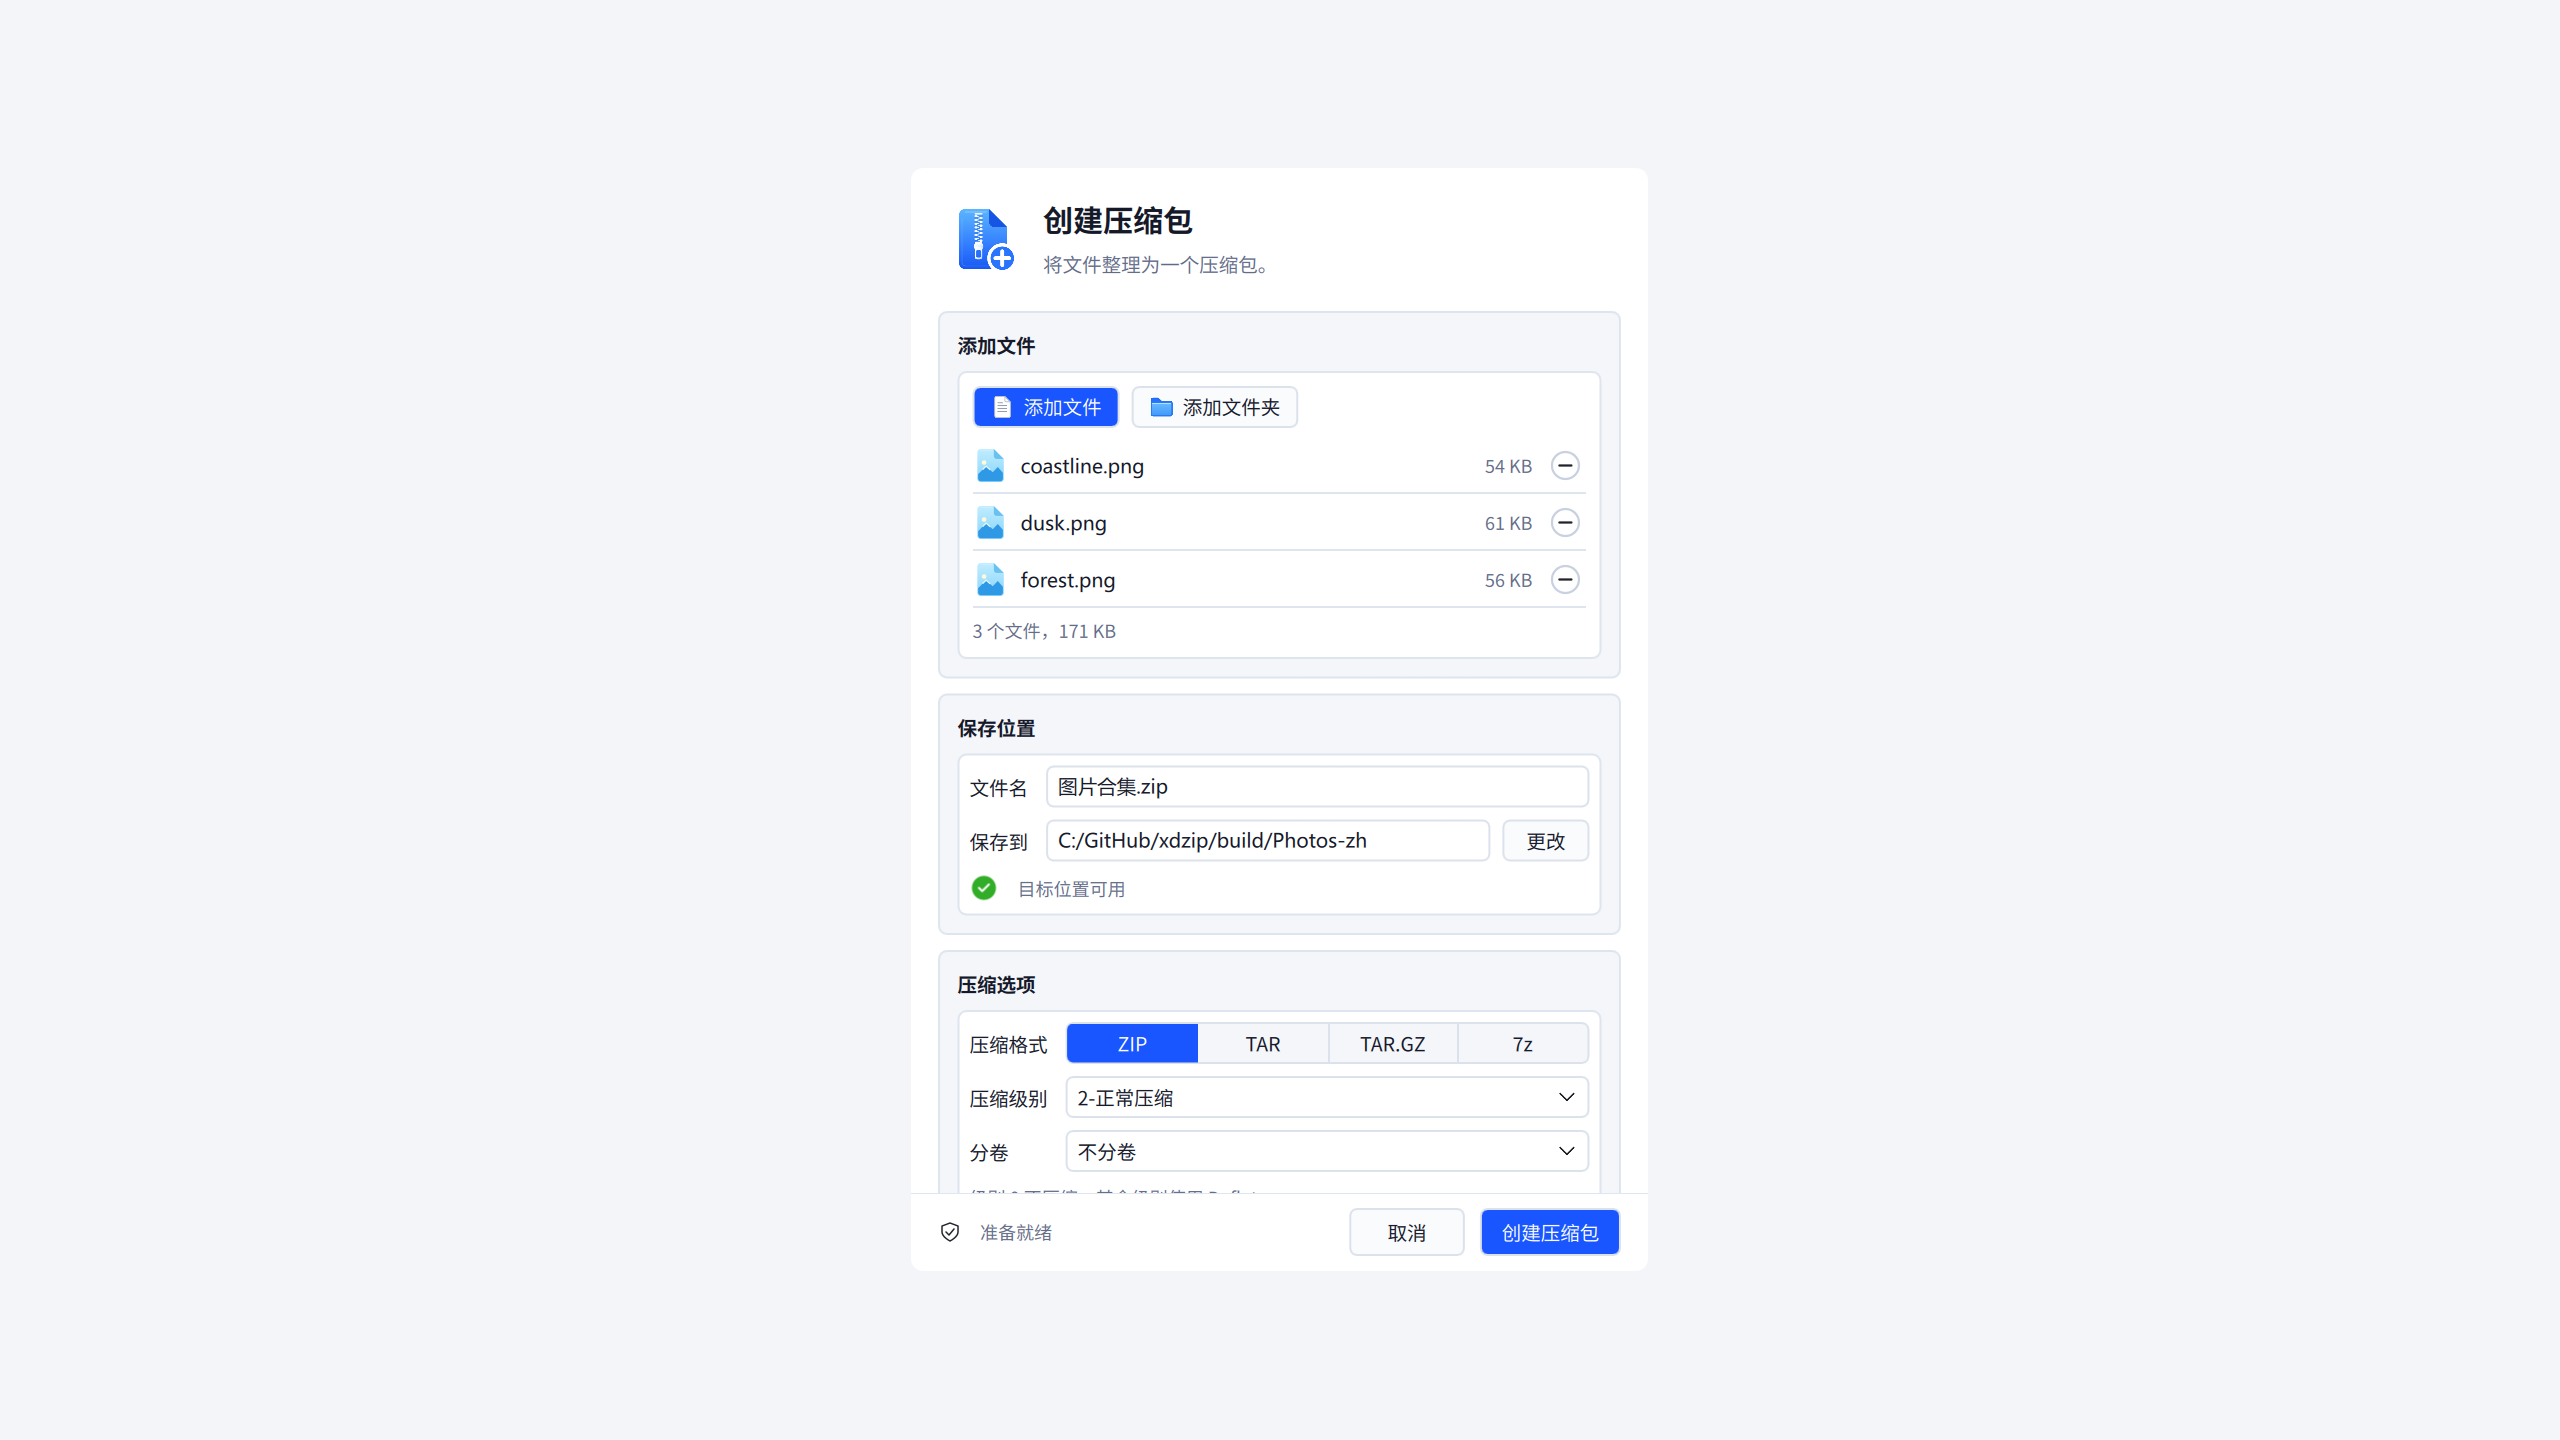 创建压缩包
将文件整理为一个压缩包。
添加文件
添加文件 添加文件夹
coastline.png 54 KB
dusk.png 61 KB
forest.png 56 KB
3 个文件，171 KB
保存位置
文件名 图片合集.zip
保存到 C:/GitHub/xdzip/build/Photos-zh 更改
目标位置可用
压缩选项
压缩格式 ZIP TAR TAR.GZ 7z
压缩级别 2-正常压缩
分卷 不分卷
准备就绪 取消 创建压缩包